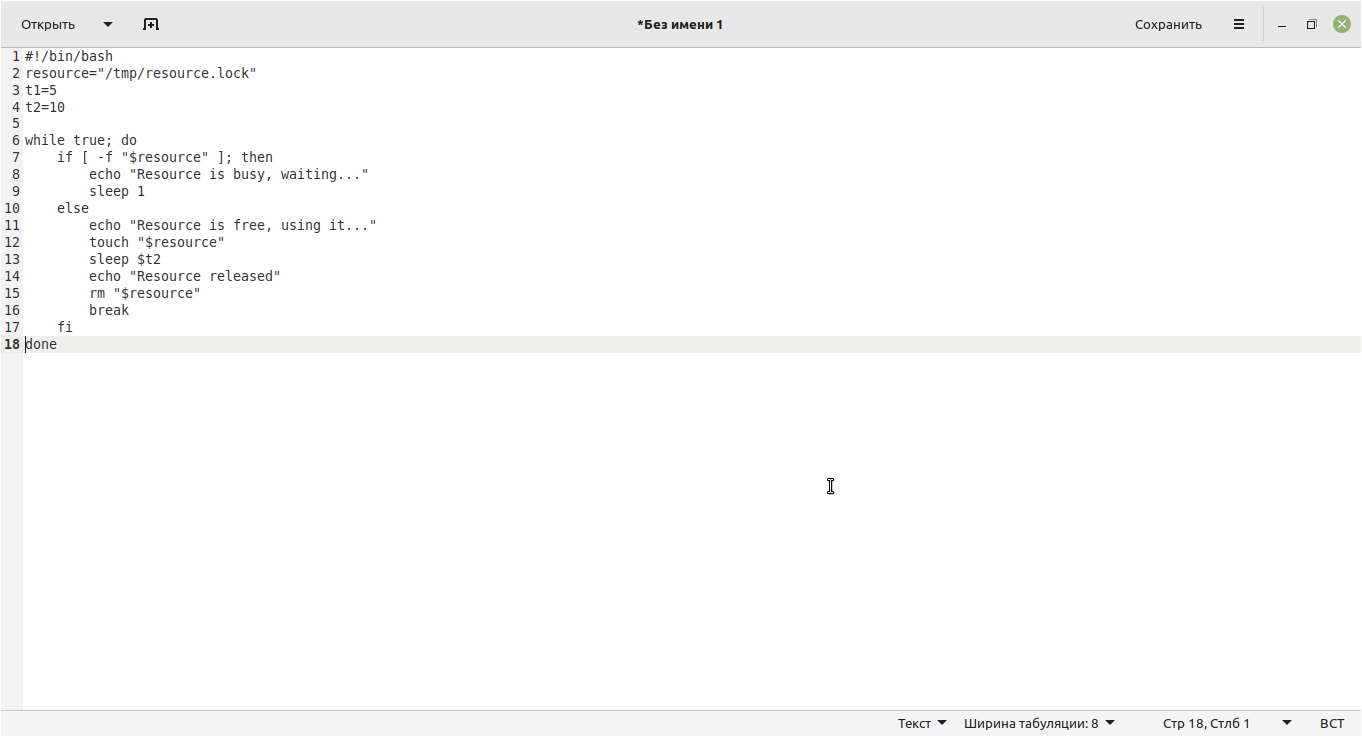 Открыть
*Без имени 1
Сохранить
1 #!/bin/bash
2 resource="/tmp/resource.lock"
3 t1=5
4 t2=10
5
6 while true; do
7     if [ -f "$resource" ]; then
8         echo "Resource is busy, waiting..."
9         sleep 1
10     else
11         echo "Resource is free, using it..."
12         touch "$resource"
13         sleep $t2
14         echo "Resource released"
15         rm "$resource"
16         break
17     fi
18 done
Текст
Ширина табуляции: 8
Стр 18, Стлб 1
ВСТ